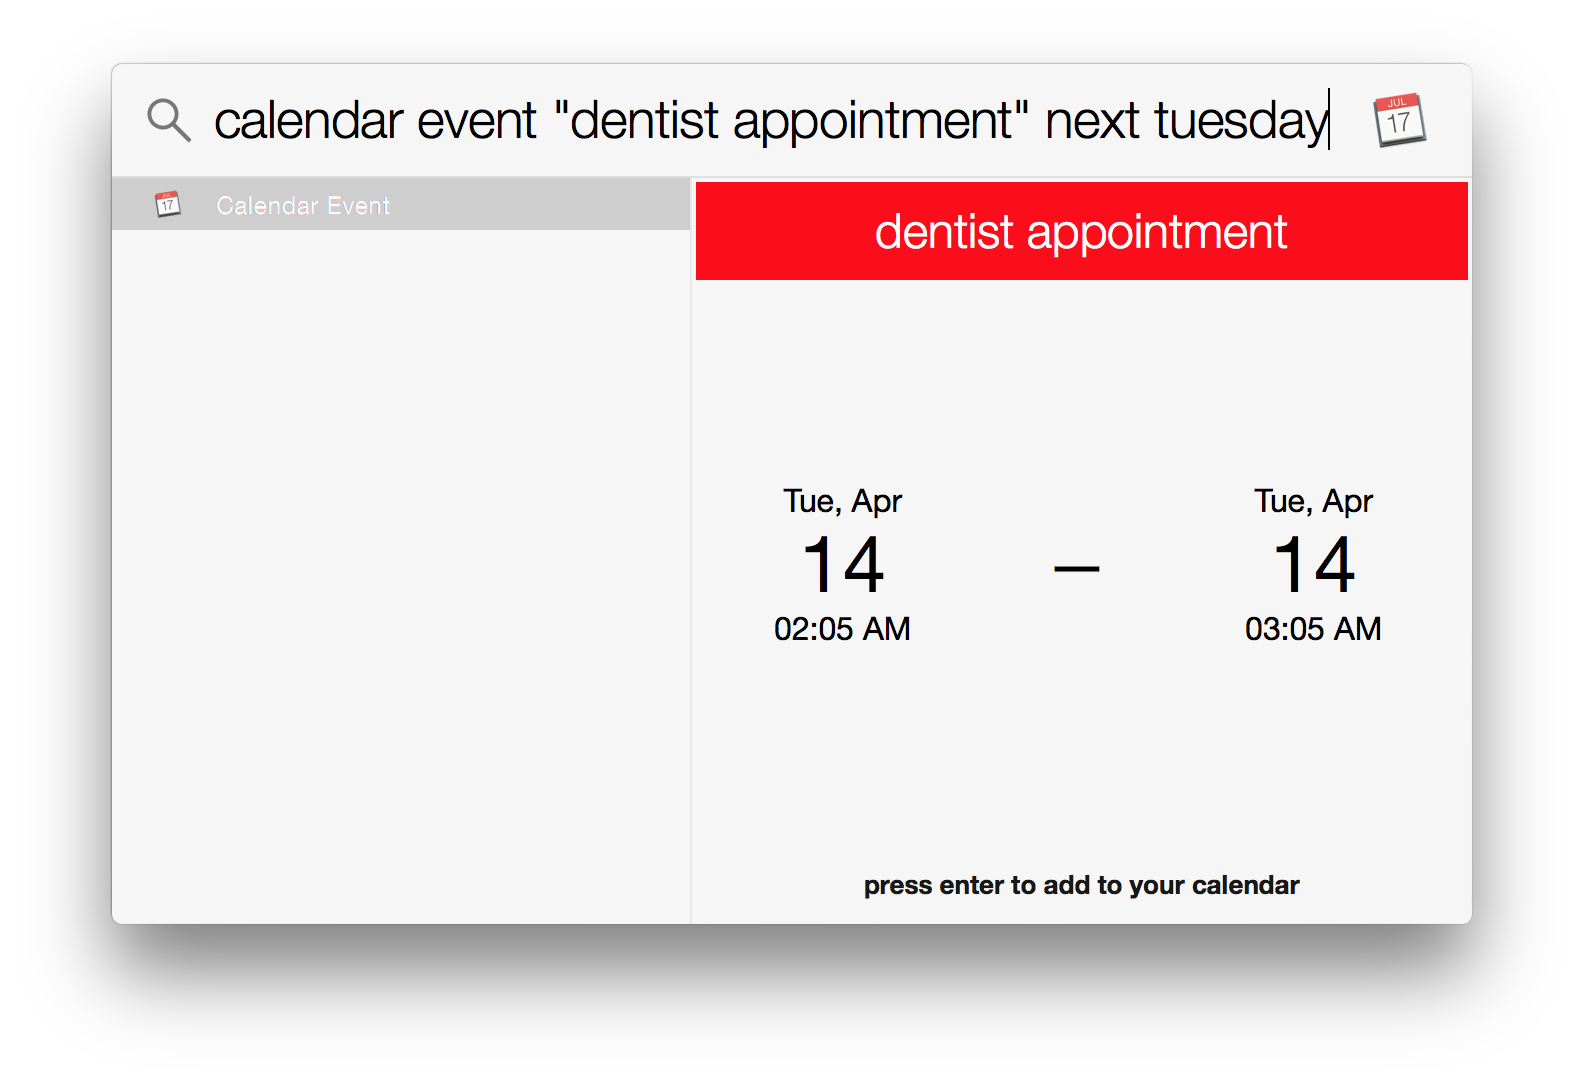 calendar event "dentist appointment" next tuesday
JUL
17
JUL
17
Calendar Event
dentist appointment
Tue, Apr
14
02:05 AM
—
Tue, Apr
14
03:05 AM
press enter to add to your calendar